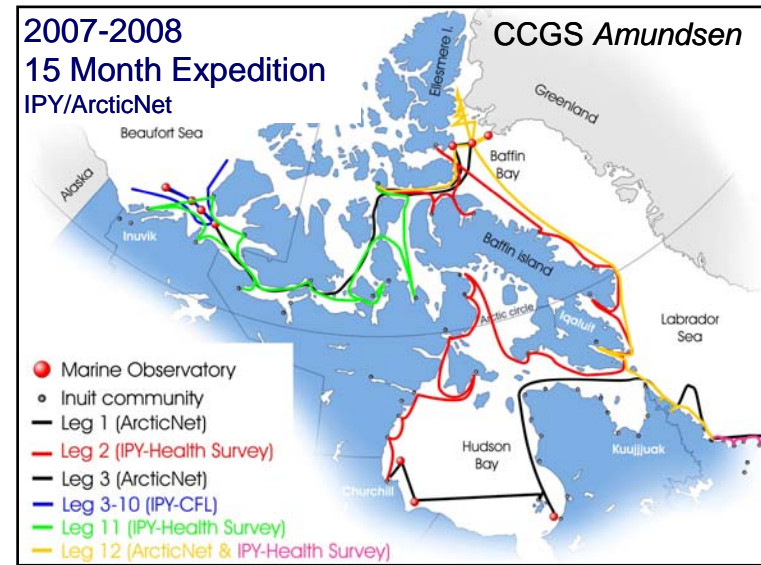 2007-2008
15 Month Expedition
IPY/ArcticNet
CCGS Amundsen
Ellesmere I.
Greenland
Beaufort Sea
Baffin
Bay
Alaska
Inuvik
Baffin island
Arctic circle
Iqaluit
Labrador
Sea
Marine Observatory
Inuit community
Leg 1 (ArcticNet)
Leg 2 (IPY-Health Survey)
Leg 3 (ArcticNet)
Leg 3-10 (IPY-CFL)
Leg 11 (IPY-Health Survey)
Leg 12 (ArcticNet & IPY-Health Survey)
Hudson
Bay
Kuujjuak
Churchill